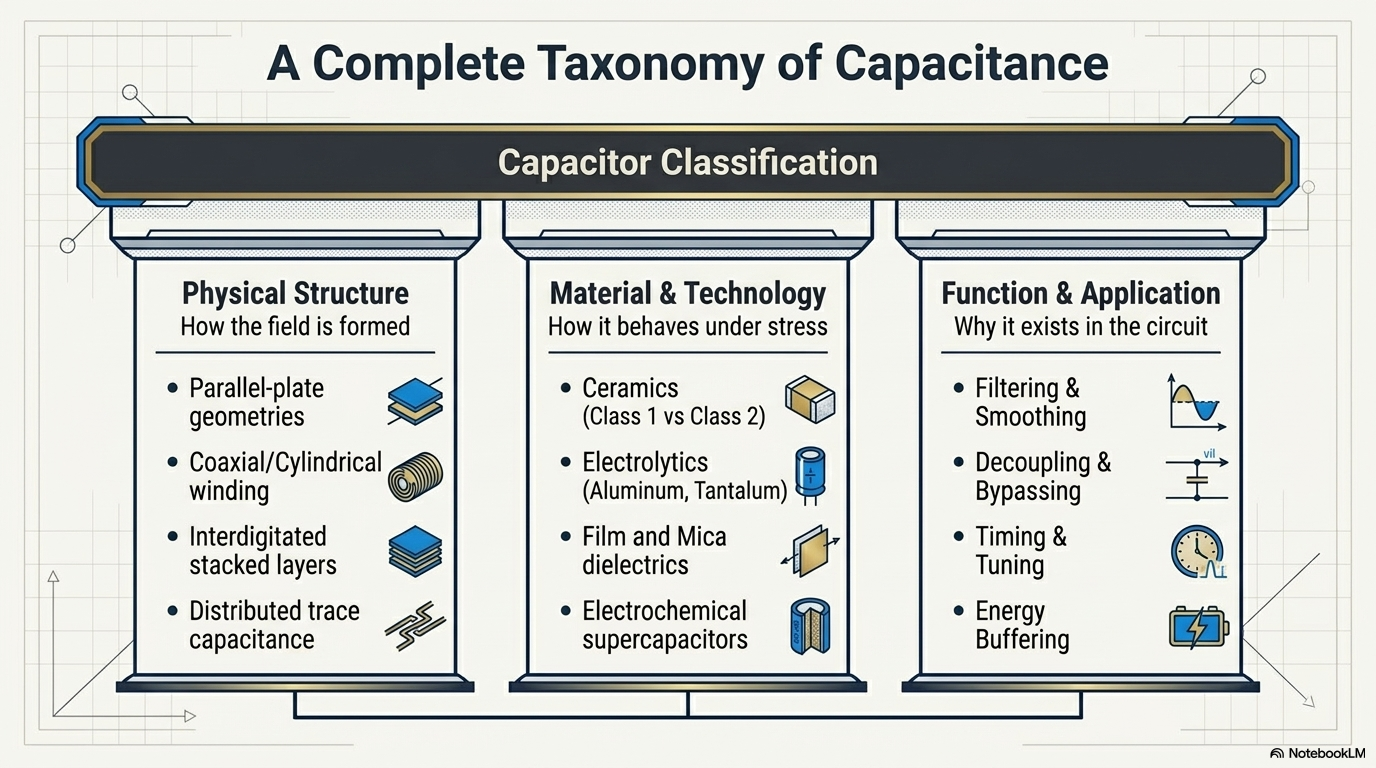 A Complete Taxonomy of Capacitance
Capacitor Classification
Physical Structure
How the field is formed
• Parallel-plate
geometries
• Coaxial/Cylindrical
winding
• Interdigitated
stacked layers
• Distributed trace
capacitance
Material & Technology
How it behaves under stress
• Ceramics
(Class 1 vs Class 2)
• Electrolytics
(Aluminum, Tantalum)
• Film and Mica
dielectrics
• Electrochemical
supercapacitors
Function & Application
Why it exists in the circuit
• Filtering &
Smoothing
• Decoupling &
Bypassing
vil
• Timing &
Tuning
• Energy
Buffering
NotebookLM